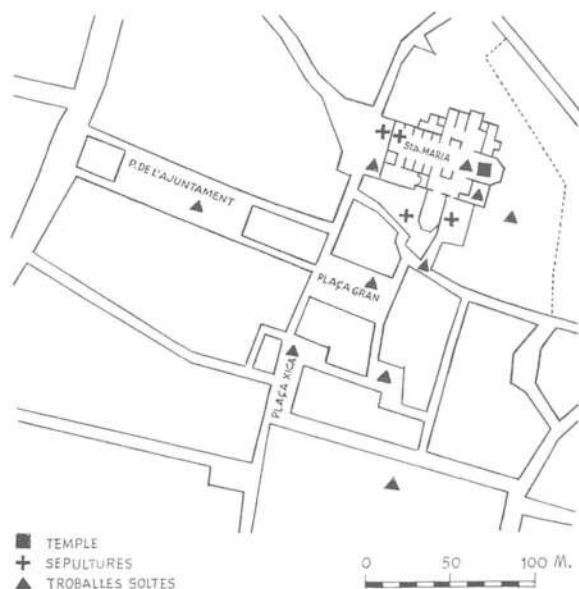 Sta. MARIA
P. DE L'AJUNTAMENT
PLAÇA GRAN
PLAÇA XICA
TEMPLE
SEPULTURES
TROBALLES SOLTES
0 50 100 M.